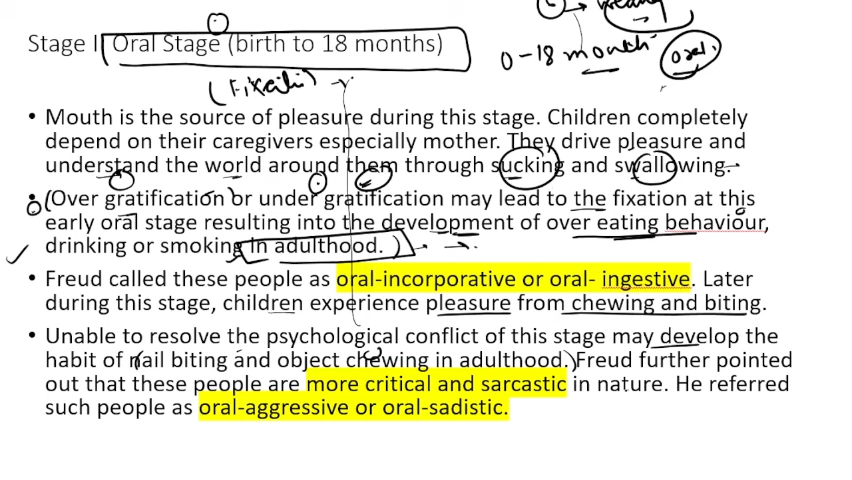 Stage I Oral Stage (birth to 18 months)
0-18 month
oral
(Fixati)
• Mouth is the source of pleasure during this stage. Children completely
depend on their caregivers especially mother. They drive pleasure and
understand the world around them through sucking and swallowing.
• (Over gratification) or under gratification may lead to the fixation at this
early oral stage resulting into the development of over eating behaviour,
drinking or smoking in adulthood. )
• Freud called these people as oral-incorporative or oral- ingestive. Later
during this stage, children experience pleasure from chewing and biting.
• Unable to resolve the psychological conflict of this stage may develop the
habit of nail biting and object chewing in adulthood.) Freud further pointed
out that these people are more critical and sarcastic in nature. He referred
such people as oral-aggressive or oral-sadistic.